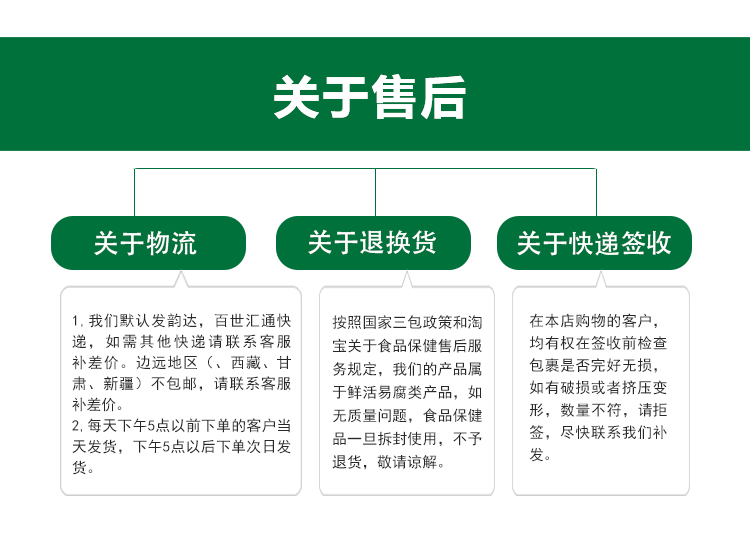 关于售后
关于物流
1,我们默认发韵达，百世汇通快
递，如需其他快递请联系客服
补差价。边远地区（、西藏、甘
肃、新疆）不包邮，请联系客服
补差价。
2,每天下午5点以前下单的客户当
天发货，下午5点以后下单次日发
货。
关于退换货
按照国家三包政策和淘
宝关于食品保健售后服
务规定，我们的产品属
于鲜活易腐类产品，如
无质量问题，食品保健
品一旦拆封使用，不予
退货，敬请谅解。
关于快递签收
在本店购物的客户，
均有权在签收前检查
包裹是否完好无损，
如有破损或者挤压变
形，数量不符，请拒
签，尽快联系我们补
发。